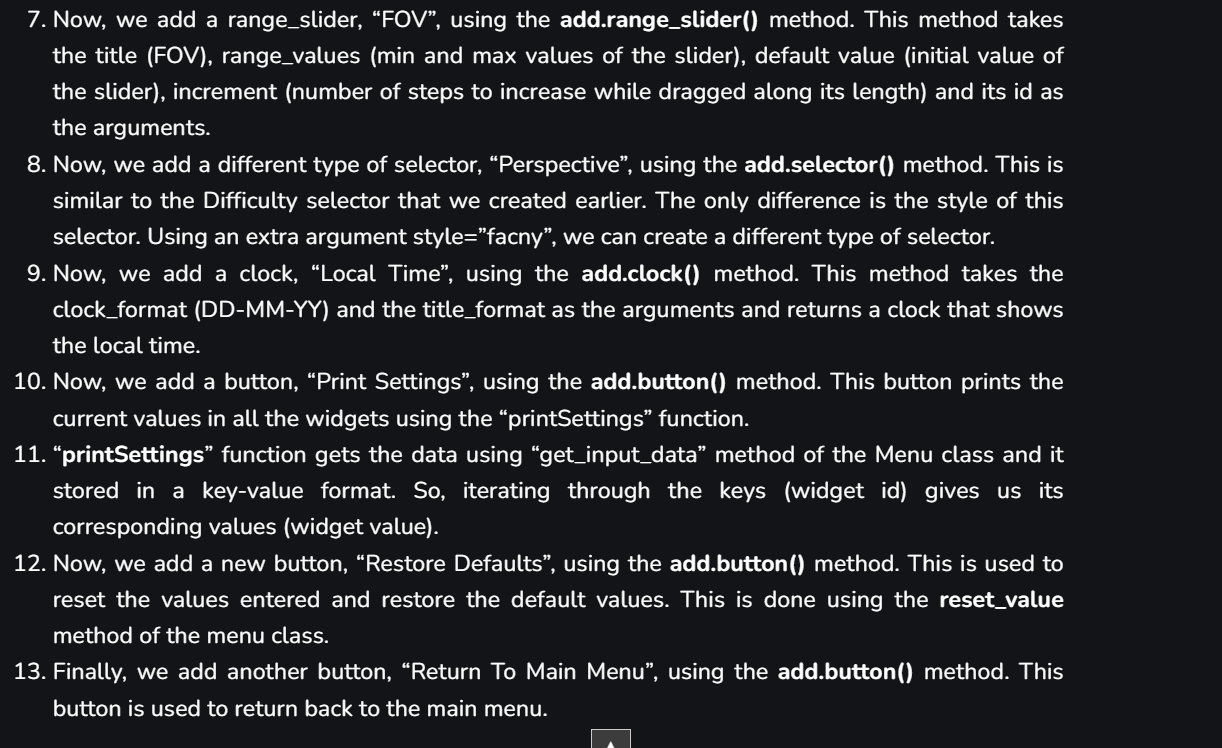 7. Now, we add a range_slider, “FOV”, using the add.range_slider() method. This method takes
the title (FOV), range_values (min and max values of the slider), default value (initial value of
the slider), increment (number of steps to increase while dragged along its length) and its id as
the arguments.
8. Now, we add a different type of selector, “Perspective”, using the add.selector() method. This is
similar to the Difficulty selector that we created earlier. The only difference is the style of this
selector. Using an extra argument style=”facny”, we can create a different type of selector.
9. Now, we add a clock, “Local Time”, using the add.clock() method. This method takes the
clock_format (DD-MM-YY) and the title_format as the arguments and returns a clock that shows
the local time.
10. Now, we add a button, “Print Settings”, using the add.button() method. This button prints the
current values in all the widgets using the “printSettings” function.
11. “printSettings” function gets the data using “get_input_data” method of the Menu class and it
stored in a key-value format. So, iterating through the keys (widget id) gives us its
corresponding values (widget value).
12. Now, we add a new button, “Restore Defaults”, using the add.button() method. This is used to
reset the values entered and restore the default values. This is done using the reset_value
method of the menu class.
13. Finally, we add another button, “Return To Main Menu”, using the add.button() method. This
button is used to return back to the main menu.